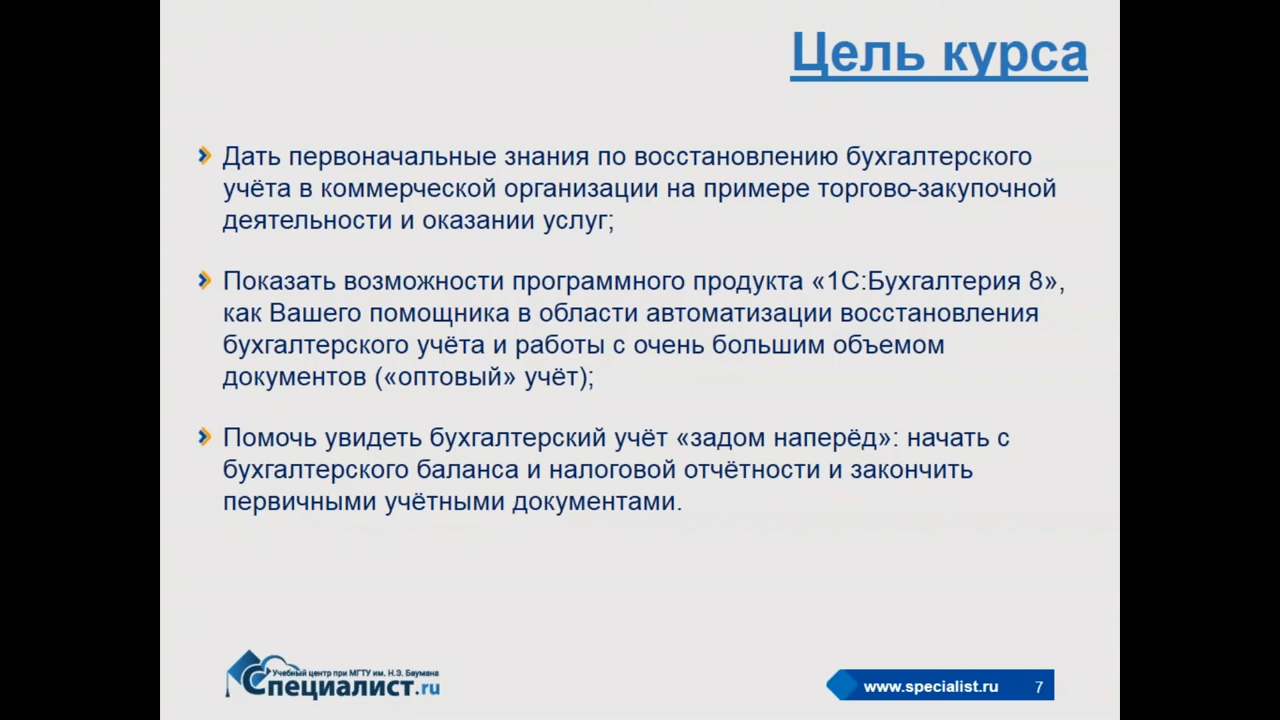 Цель курса
Дать первоначальные знания по восстановлению бухгалтерского
учёта в коммерческой организации на примере торгово-закупочной
деятельности и оказании услуг;
Показать возможности программного продукта «1С:Бухгалтерия 8»,
как Вашего помощника в области автоматизации восстановления
бухгалтерского учёта и работы с очень большим объемом
документов («оптовый» учёт);
Помочь увидеть бухгалтерский учёт «задом наперёд»: начать с
бухгалтерского баланса и налоговой отчётности и закончить
первичными учётными документами.
Учебный центр при МГТУ им. Н.Э. Баумана
Специалист.ru
www.specialist.ru 7